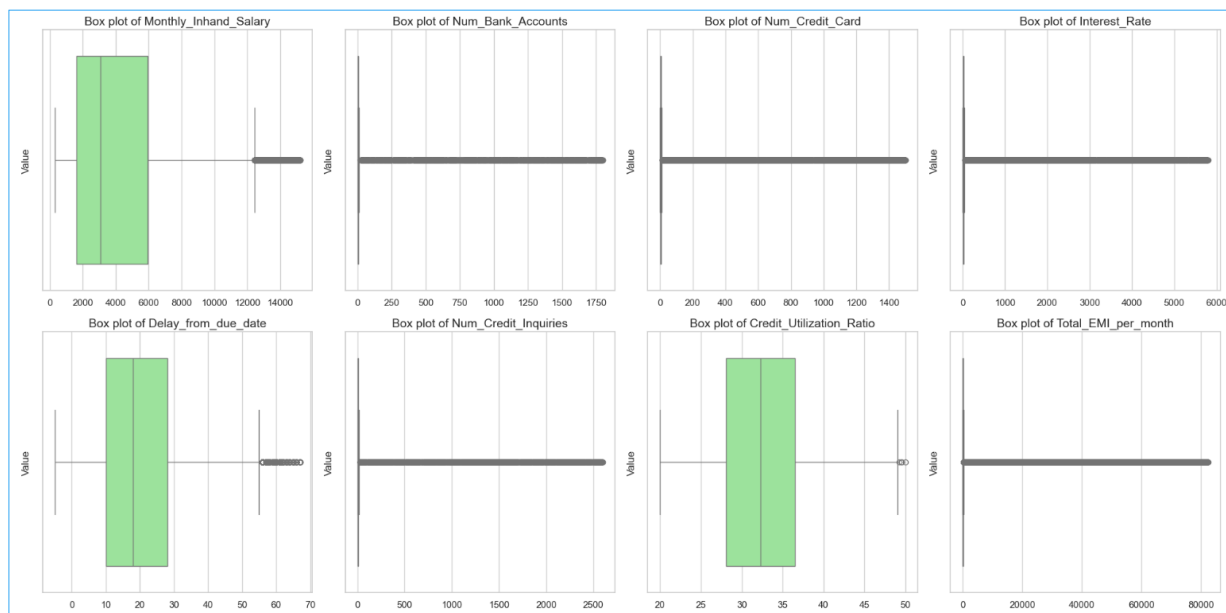 Box plot of Monthly_Inhand_Salary
Value
0 2000 4000 6000 8000 10000 12000 14000
Box plot of Num_Bank_Accounts
Value
0 250 500 750 1000 1250 1500 1750
Box plot of Num_Credit_Card
Value
0 200 400 600 800 1000 1200 1400
Box plot of Interest_Rate
Value
0 1000 2000 3000 4000 5000 6000
Box plot of Delay_from_due_date
Value
0 10 20 30 40 50 60 70
Box plot of Num_Credit_Inquiries
Value
0 500 1000 1500 2000 2500
Box plot of Credit_Utilization_Ratio
Value
20 25 30 35 40 45 50
Box plot of Total_EMI_per_month
Value
0 20000 40000 60000 80000